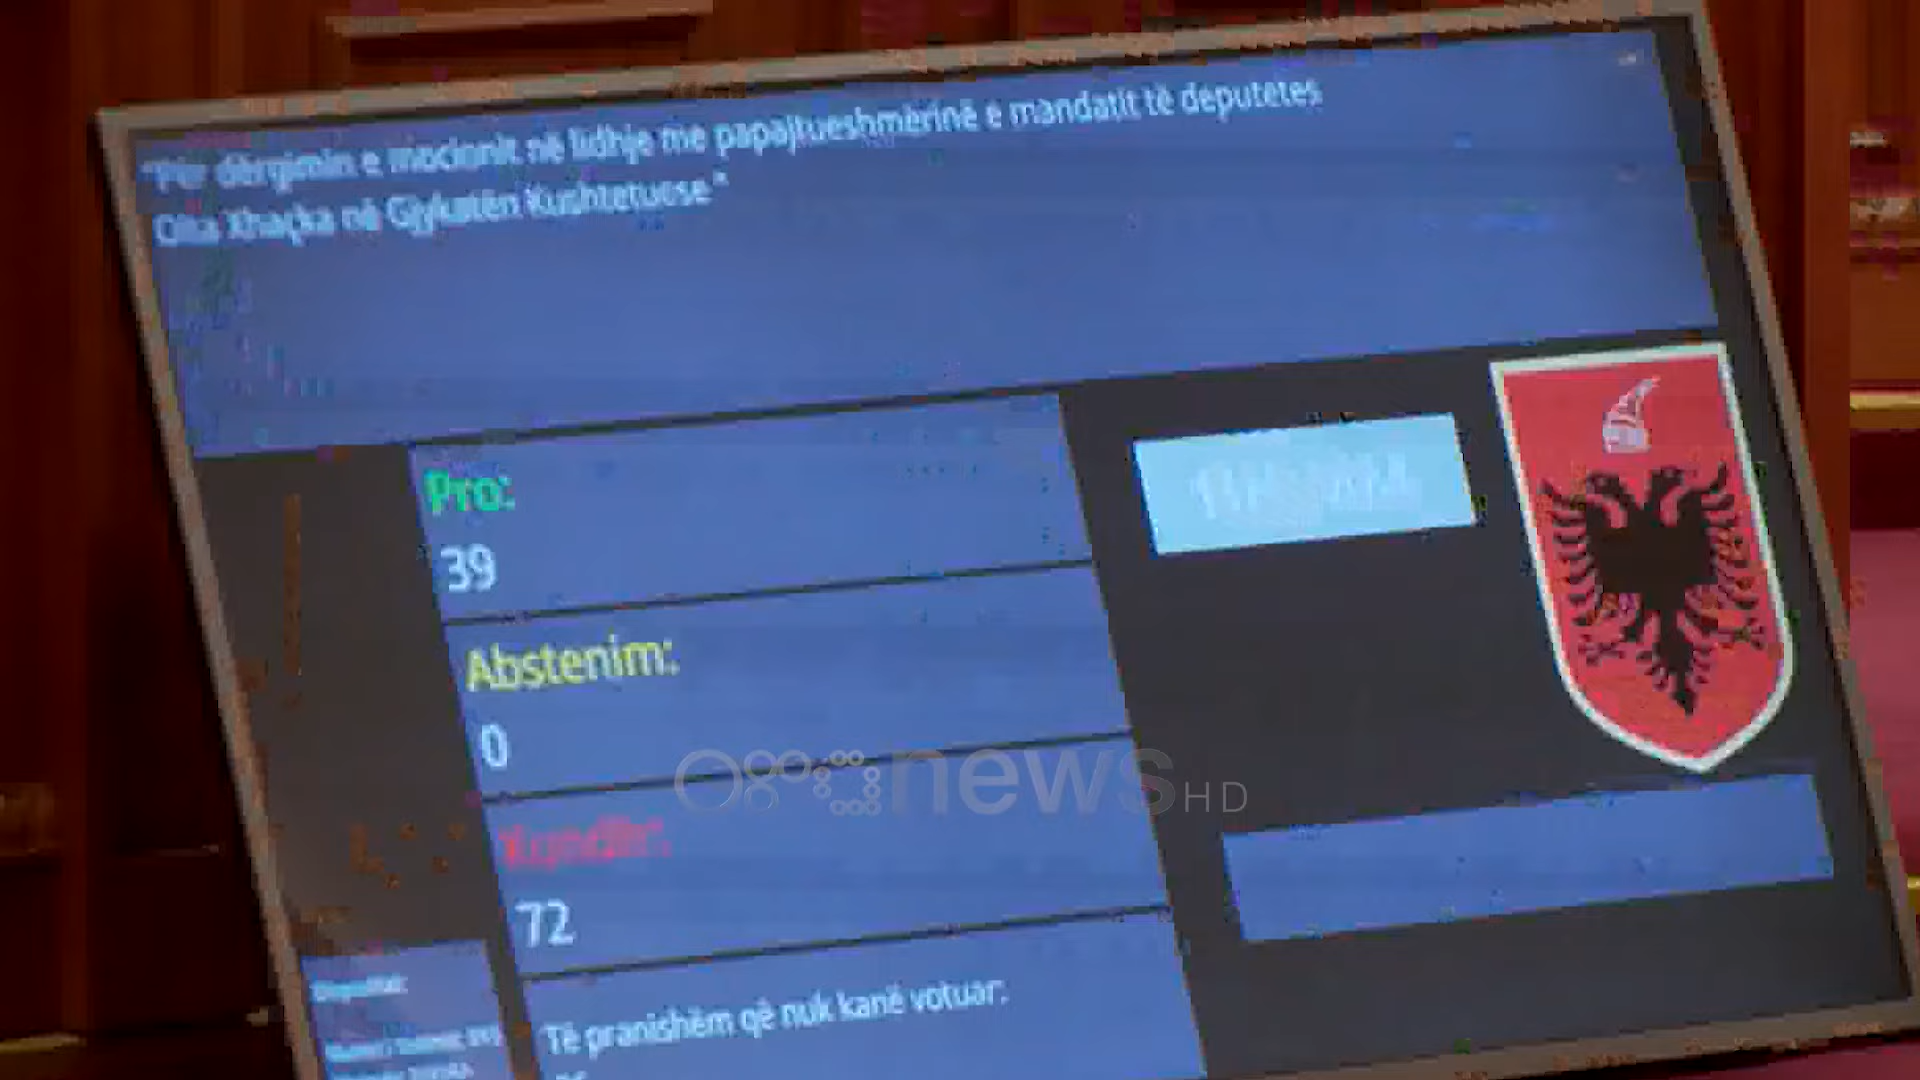 "Për dërgimin e mocionit në lidhje me papajtueshmërinë e mandatit të deputetes
Olta Xhaçka në Gjykatën Kushtetuese."
Pro:
39
Abstenim:
0
Kundër:
72
Të pranishëm që nuk kanë votuar:
news HD